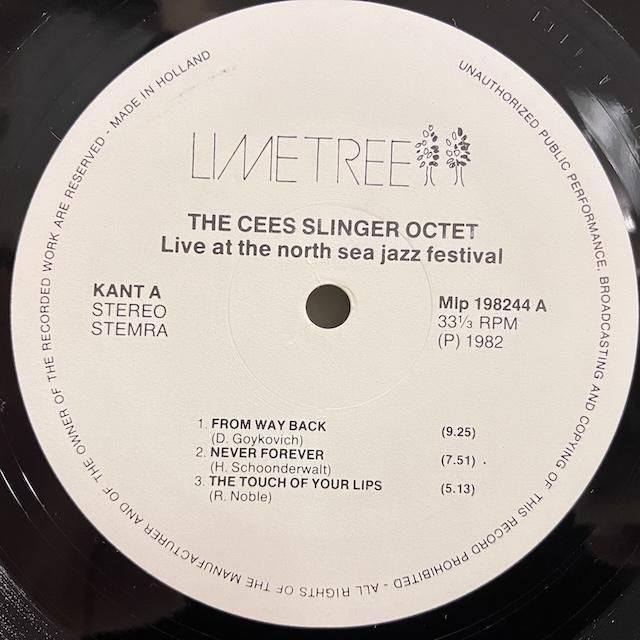 LIMETREE
THE CEES SLINGER OCTET
Live at the north sea jazz festival
KANT A
STEREO
STEMRA
Mlp 198244 A
33⅓ RPM
(P) 1982
1. FROM WAY BACK (9.25)
(D. Goykovich)
2. NEVER FOREVER (7.51)
(H. Schoonderwalt)
3. THE TOUCH OF YOUR LIPS (5.13)
(R. Noble)
UNAUTHORIZED PUBLIC PERFORMANCE, BROADCASTING AND COPYING OF THIS RECORD PROHIBITED - ALL RIGHTS OF THE MANUFACTURER AND OF THE OWNER OF THE RECORDED WORK ARE RESERVED - MADE IN HOLLAND